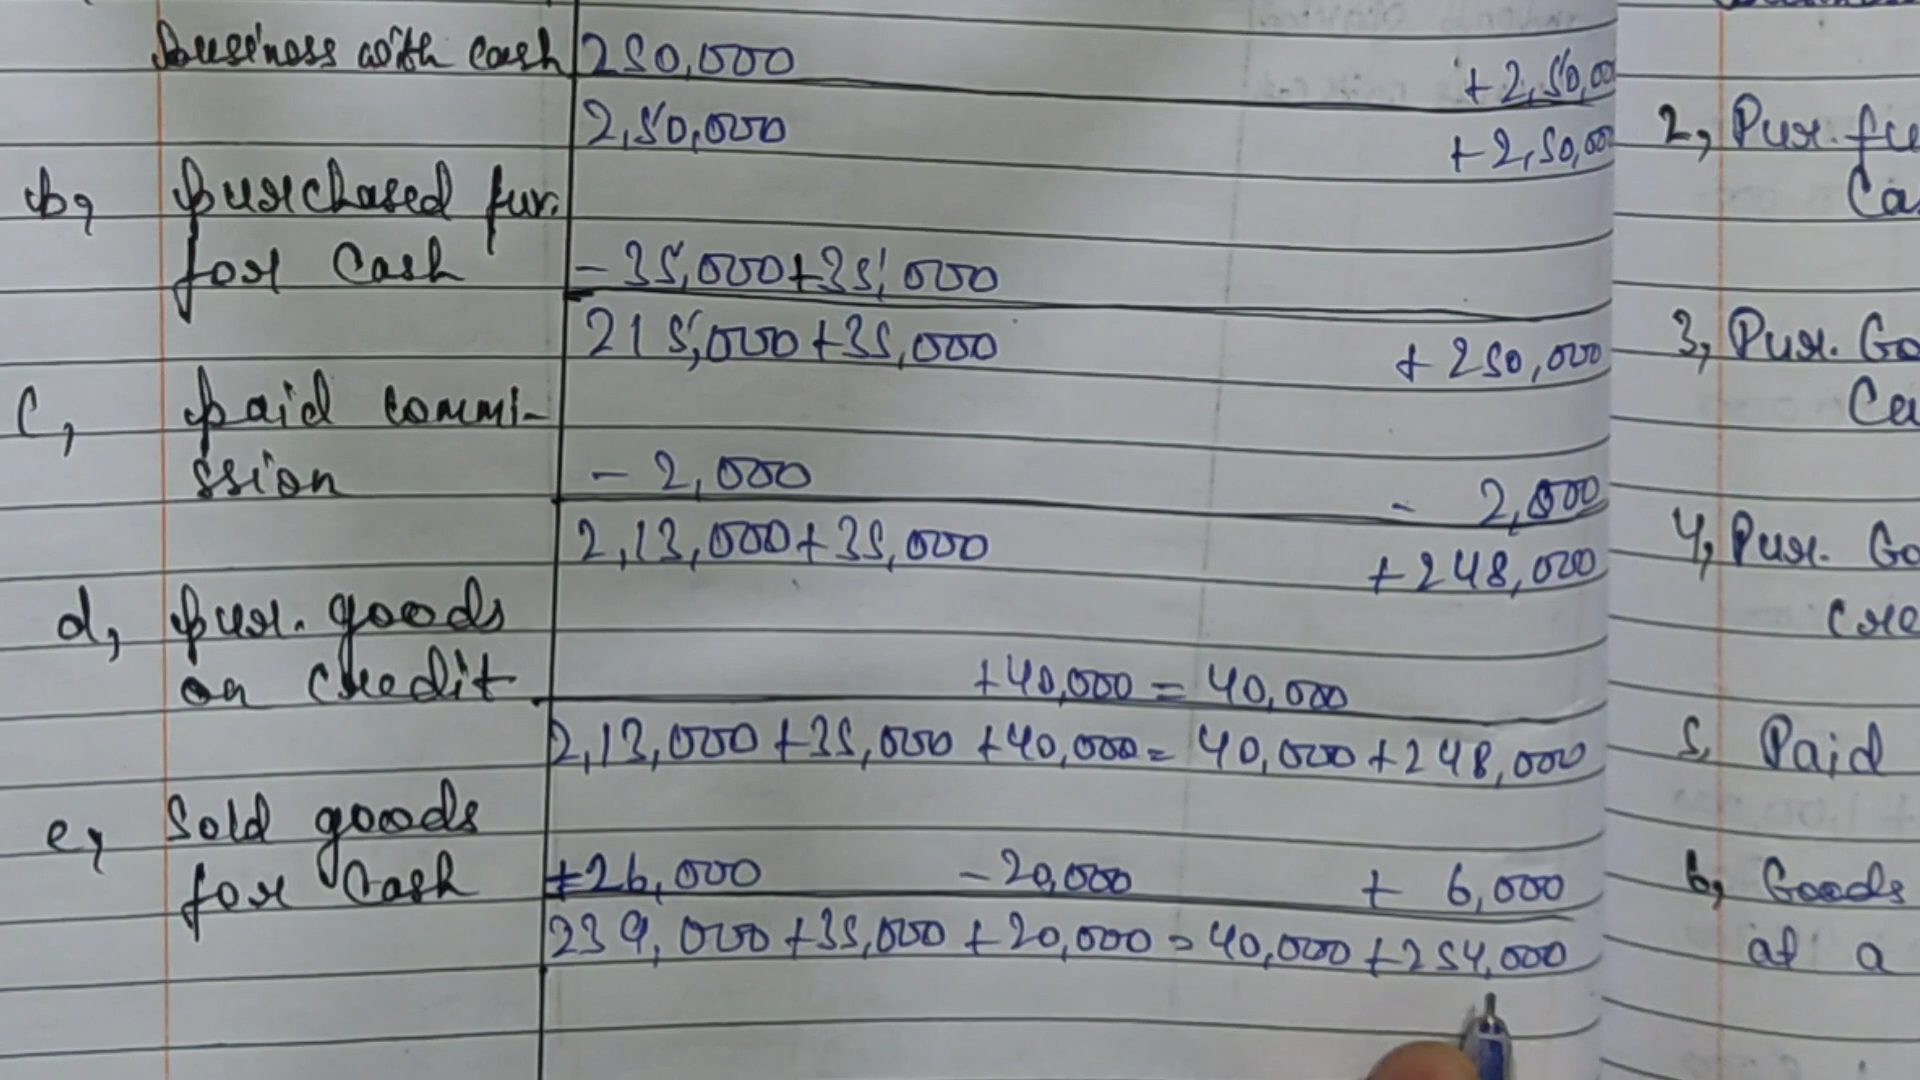 business with cash 250,000 +2,50,00
2,50,000 +2,50,000
b, purchased fur.
for Cash -35,000+35,000
215,000+35,000 +250,000
C, paid commi-
ssion - 2,000 - 2,000
2,13,000+35,000 +248,000
d, pur. goods
on credit +40,000 = 40,000
2,13,000 +35,000 +40,000= 40,000+248,000
e, Sold goods
for Cash +26,000 -20,000 + 6,000
239,000+35,000 +20,000 = 40,000+254,000
2, Pur. fu
Ca
3, Pur. Go
Ca
4, Pur. Go
Cre
5, Paid
6, Goods
at a